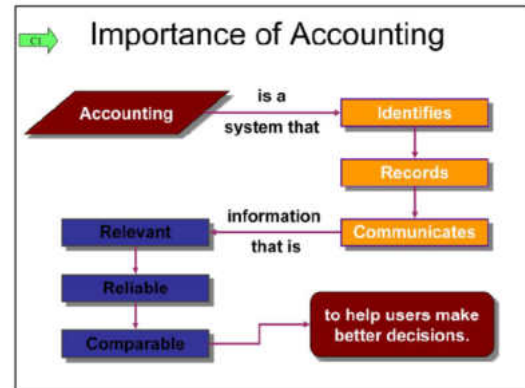 C1
Importance of Accounting
Accounting
is a
system that
Identifies
Records
Communicates
information
that is
Relevant
Reliable
Comparable
to help users make
better decisions.